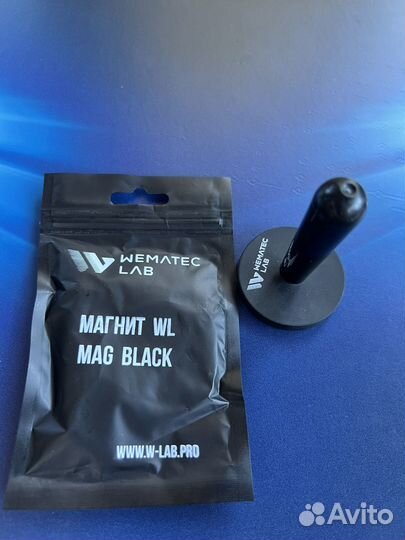 WEMATEC
LAB
МАГНИТ WL
MAG BLACK
WWW.W-LAB.PRO
WEMATEC
LAB
Avito